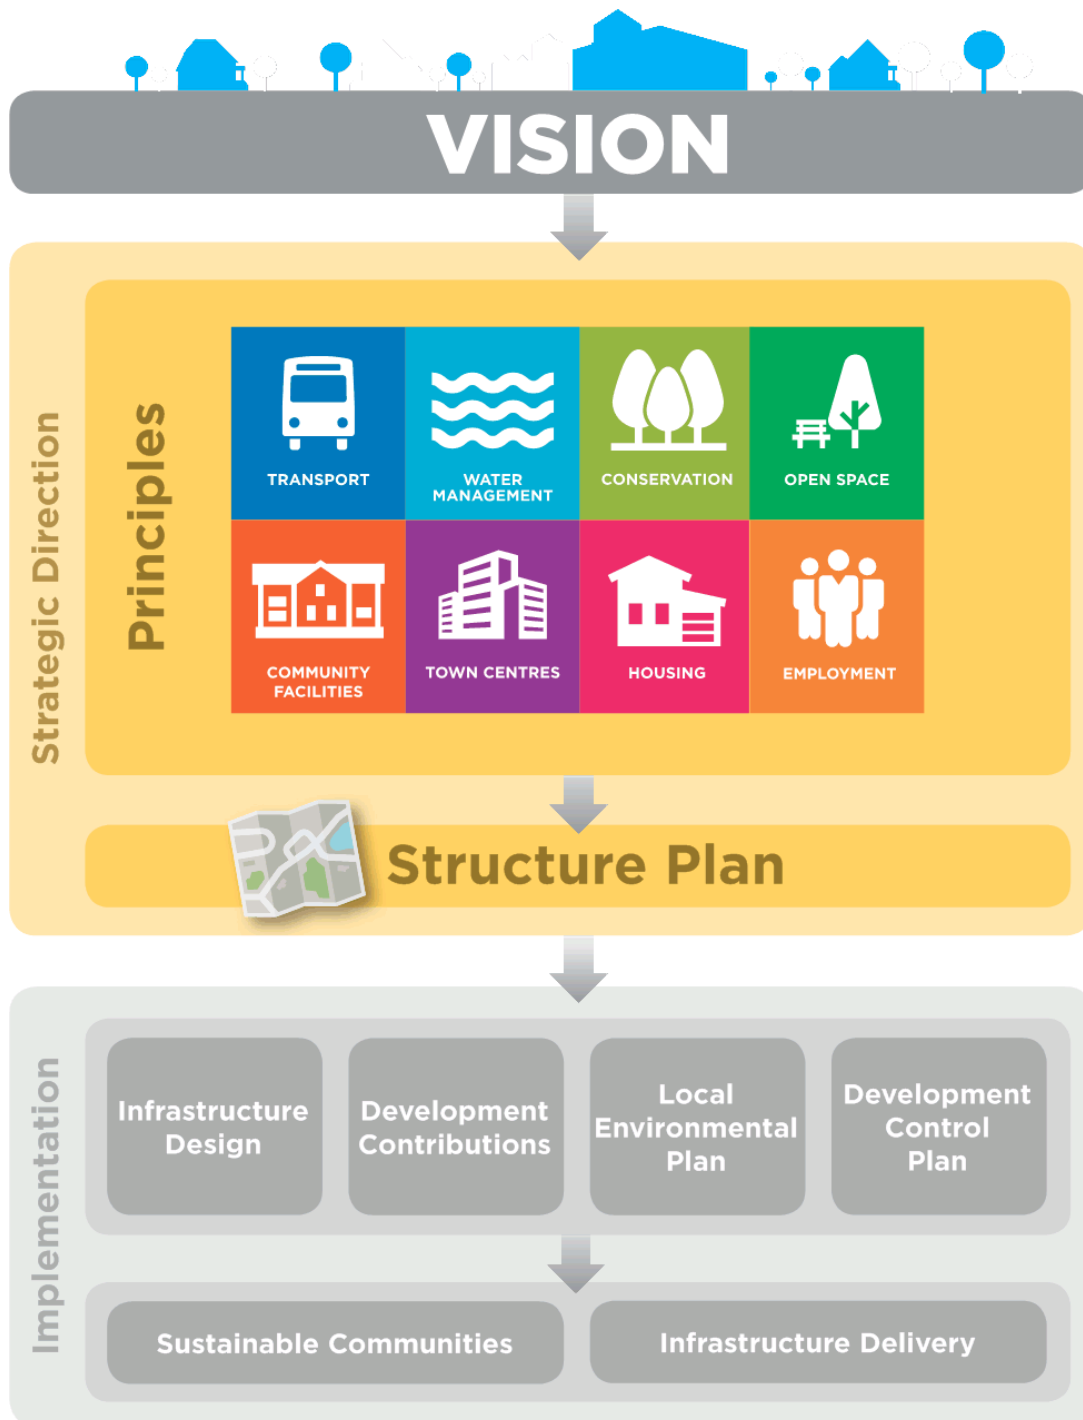 VISION
Strategic Direction
Principles
TRANSPORT
WATER
MANAGEMENT
CONSERVATION
OPEN SPACE
COMMUNITY
FACILITIES
TOWN CENTRES
HOUSING
EMPLOYMENT
Structure Plan
Implementation
Infrastructure
Design
Development
Contributions
Local
Environmental
Plan
Development
Control
Plan
Sustainable Communities
Infrastructure Delivery